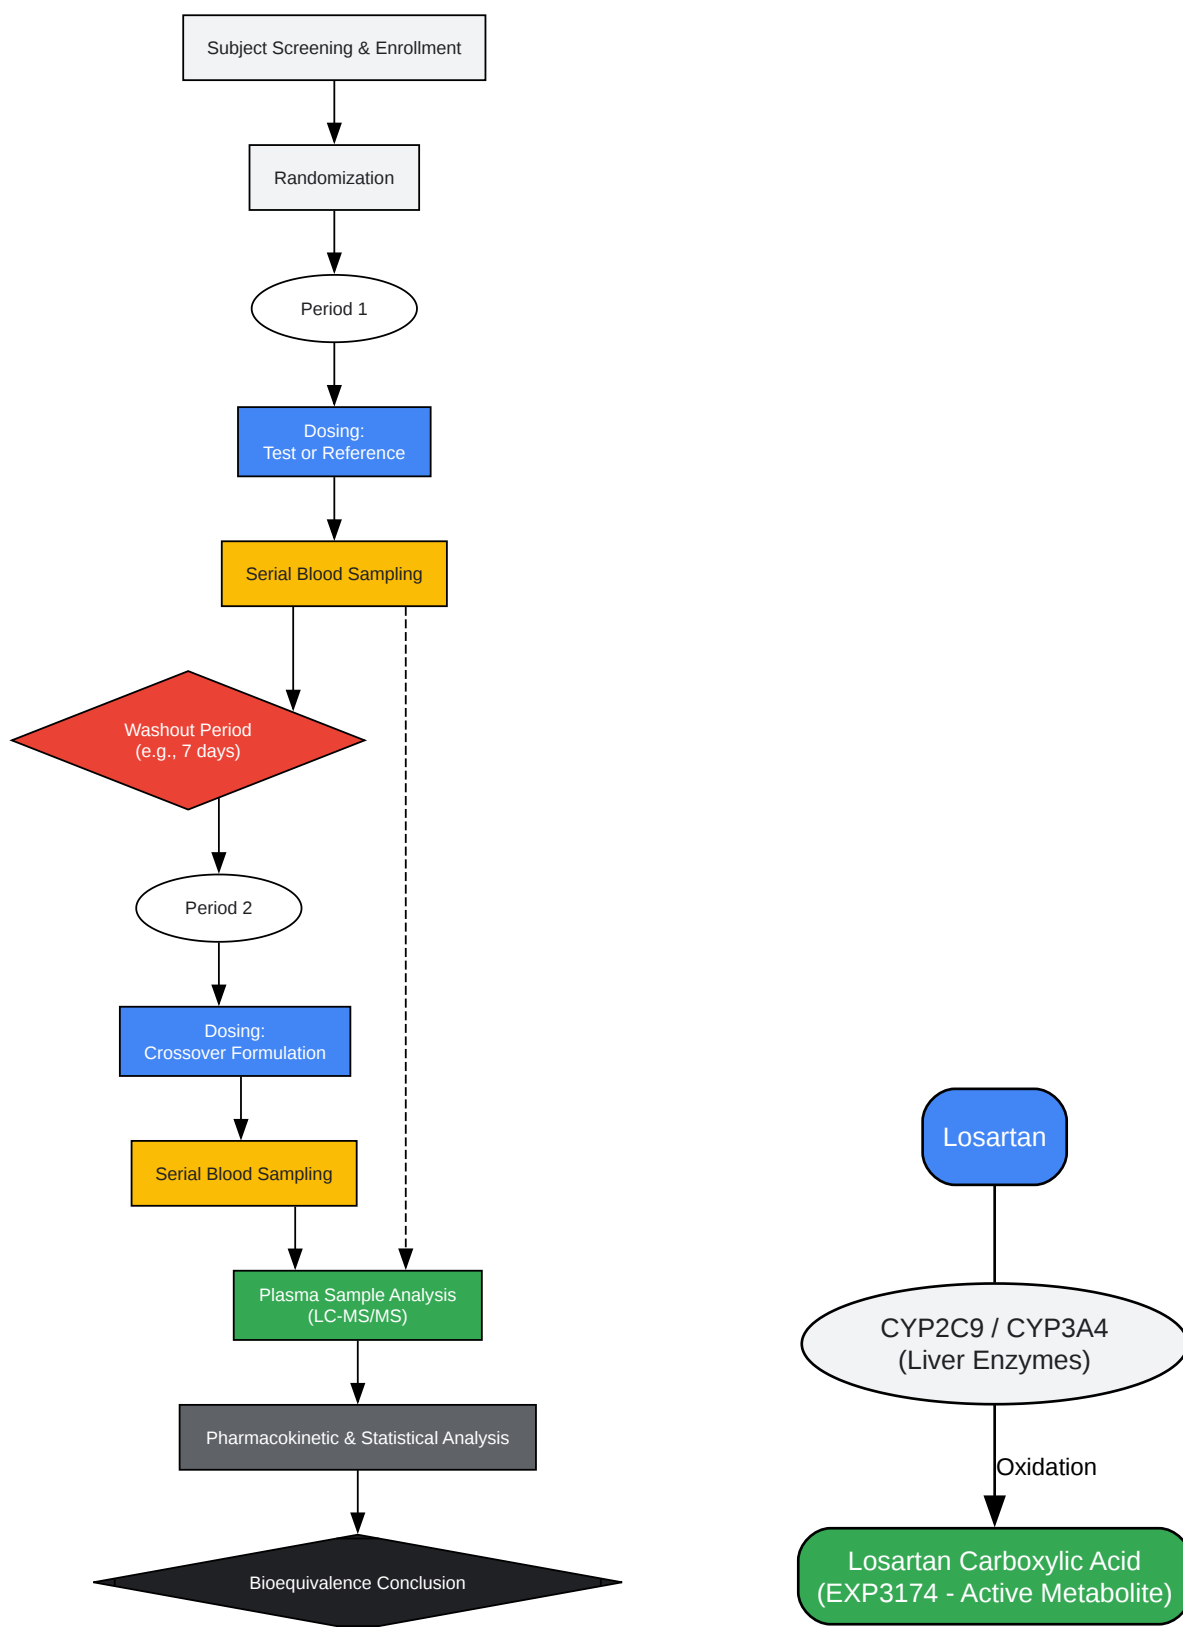 Subject Screening & Enrollment
Randomization
Period 1
Dosing:
Test or Reference
Serial Blood Sampling
Washout Period
(e.g., 7 days)
Period 2
Dosing:
Crossover Formulation
Serial Blood Sampling
Plasma Sample Analysis
(LC-MS/MS)
Pharmacokinetic & Statistical Analysis
Bioequivalence Conclusion
Losartan
CYP2C9 / CYP3A4
(Liver Enzymes)
Oxidation
Losartan Carboxylic Acid
(EXP3174 - Active Metabolite)